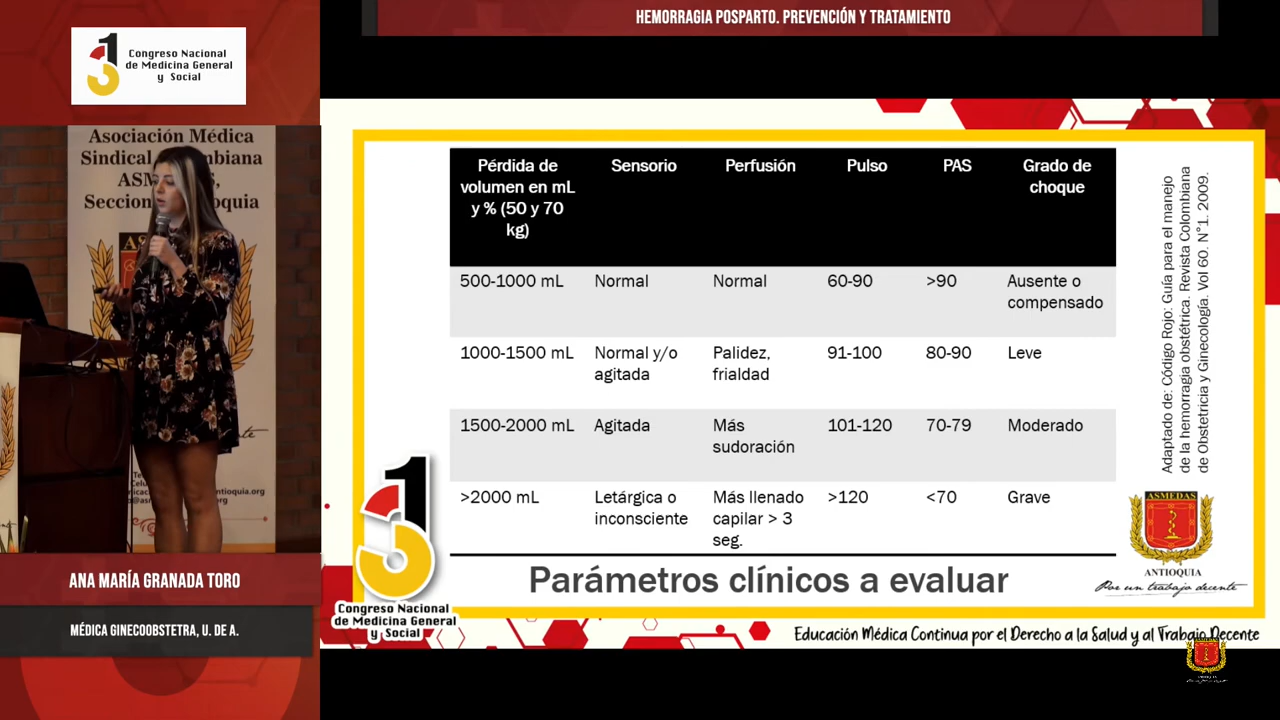 HEMORRAGIA POSPARTO. PREVENCIÓN Y TRATAMIENTO
Congreso Nacional
de Medicina General
y Social
Asociación Médica
Sindical
Antioquia
ANA MARÍA GRANADA TORO
MÉDICA GINECOOBSTETRA, U. DE A.
Pérdida de volumen en mL y % (50 y 70 kg) Sensorio Perfusión Pulso PAS Grado de choque
500-1000 mL Normal Normal 60-90 >90 Ausente o compensado
1000-1500 mL Normal y/o agitada Palidez, frialdad 91-100 80-90 Leve
1500-2000 mL Agitada Más sudoración 101-120 70-79 Moderado
>2000 mL Letárgica o inconsciente Más llenado capilar > 3 seg. >120 <70 Grave
Parámetros clínicos a evaluar
Adaptado de: Código Rojo: Guía para el manejo
de la hemorragia obstétrica. Revista Colombiana
de Obstetricia y Ginecología. Vol 60. N°1. 2009.
ASMEDAS
ANTIOQUIA
Por un trabajo decente
Congreso Nacional
de Medicina General
y Social
Educación Médica Continua por el Derecho a la Salud y al Trabajo Decente